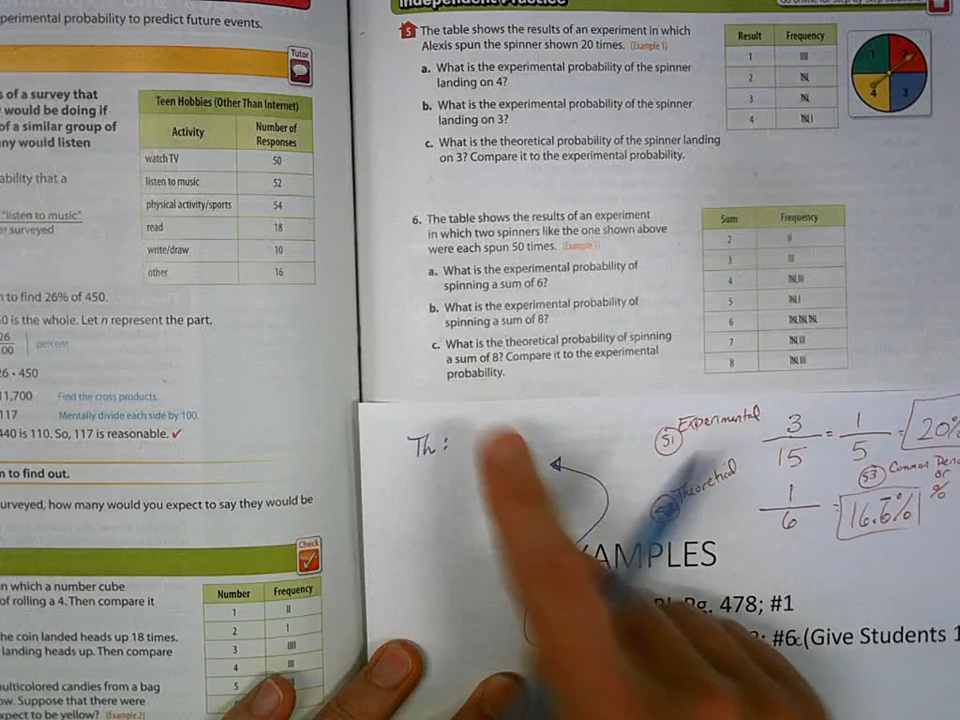 perimental probability to predict future events.
Tutor
s of a survey that
would be doing if
of a similar group of
ny would listen
ability that a
"listen to music"
er surveyed
Teen Hobbies (Other Than Internet)
Activity Number of Responses
watch TV 50
listen to music 52
physical activity/sports 54
read 18
write/draw 10
other 16
n to find 26% of 450.
0 is the whole. Let n represent the part.
26
00
percent
26 • 450
11,700 Find the cross products.
117 Mentally divide each side by 100.
440 is 110. So, 117 is reasonable. ✓
n to find out.
surveyed, how many would you expect to say they would be
Check
n which a number cube
of rolling a 4. Then compare it
he coin landed heads up 18 times.
landing heads up. Then compare
ulticolored candies from a bag
ow. Suppose that there were
xpect to be yellow? (Example 2)
Number Frequency
1 II
2 I
3 IIII
4 III
5
Independent Practice
5 The table shows the results of an experiment in which
Alexis spun the spinner shown 20 times. (Example 1)
a. What is the experimental probability of the spinner
landing on 4?
b. What is the experimental probability of the spinner
landing on 3?
c. What is the theoretical probability of the spinner landing
on 3? Compare it to the experimental probability.
Result Frequency
1
2
3
4
1
4 3
6. The table shows the results of an experiment
in which two spinners like the one shown above
were each spun 50 times. (Example 1)
a. What is the experimental probability of
spinning a sum of 6?
b. What is the experimental probability of
spinning a sum of 8?
c. What is the theoretical probability of spinning
a sum of 8? Compare it to the experimental
probability.
Sum Frequency
2 II
3 III
4
5
6
7
8
Th:
S1 Experimental 3/15 = 1/5 = 20%
Theoretical 1/6 = 16.6̅%
S3 Common Deno
or
%
AMPLES
Pg. 478; #1
#6 (Give Students 1